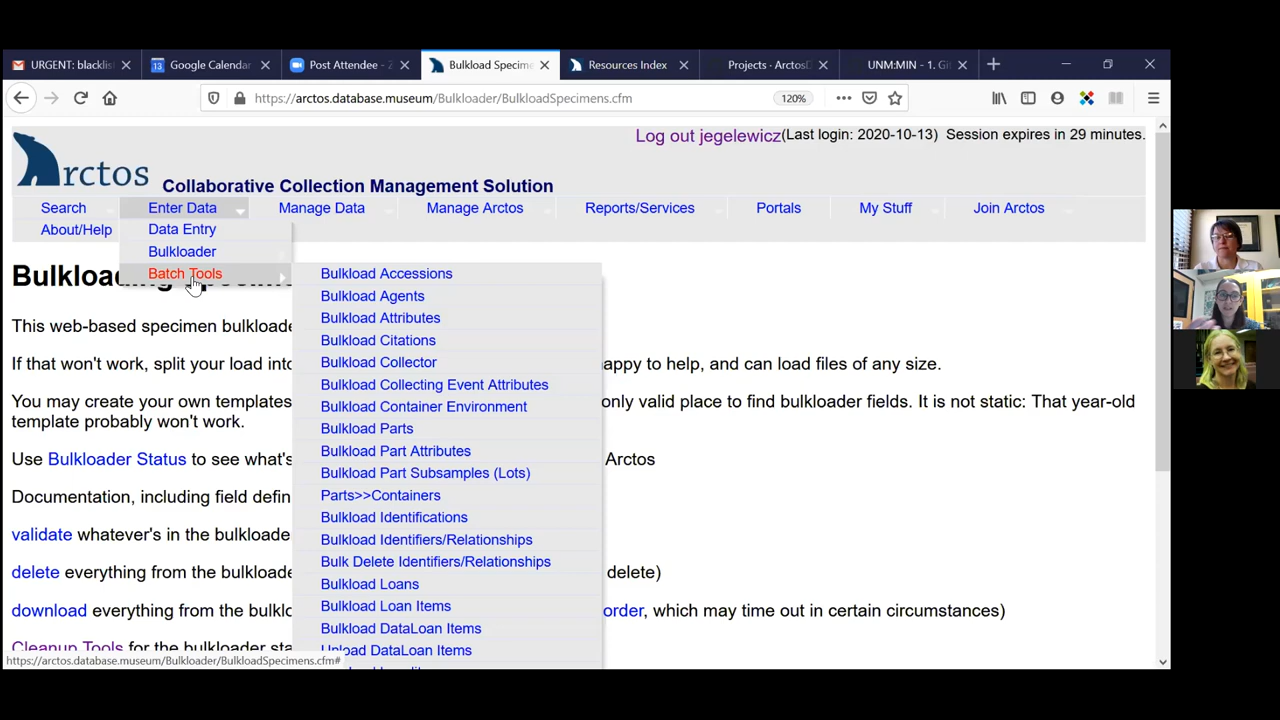 URGENT: blacklis
Google Calendar
Post Attendee - Z
Bulkload Specime
Resources Index
Projects - ArctosD
UNM:MIN - 1. Gi
https://arctos.database.museum/Bulkloader/BulkloadSpecimens.cfm
120%
Log out jegelewicz(Last login: 2020-10-13) Session expires in 29 minutes.
rctos
Collaborative Collection Management Solution
Search
Enter Data
Manage Data
Manage Arctos
Reports/Services
Portals
My Stuff
Join Arctos
About/Help
Data Entry
Bulkloader
Batch Tools
Bulkload Accessions
Bulkload Agents
Bulkload Attributes
Bulkload Citations
Bulkload Collector
Bulkload Collecting Event Attributes
Bulkload Container Environment
Bulkload Parts
Bulkload Part Attributes
Bulkload Part Subsamples (Lots)
Parts>>Containers
Bulkload Identifications
Bulkload Identifiers/Relationships
Bulk Delete Identifiers/Relationships
Bulkload Loans
Bulkload Loan Items
Bulkload DataLoan Items
Upload DataLoan Items
This web-based specimen bulkloade
If that won't work, split your load into
appy to help, and can load files of any size.
You may create your own templates
only valid place to find bulkloader fields. It is not static: That year-old
template probably won't work.
Use Bulkloader Status to see what's
Arctos
Documentation, including field defin
validate whatever's in the bulkloade
delete everything from the bulkloade
delete)
download everything from the bulklo
order, which may time out in certain circumstances)
Cleanup Tools for the bulkloader sta
https://arctos.database.museum/Bulkloader/BulkloadSpecimens.cfm#